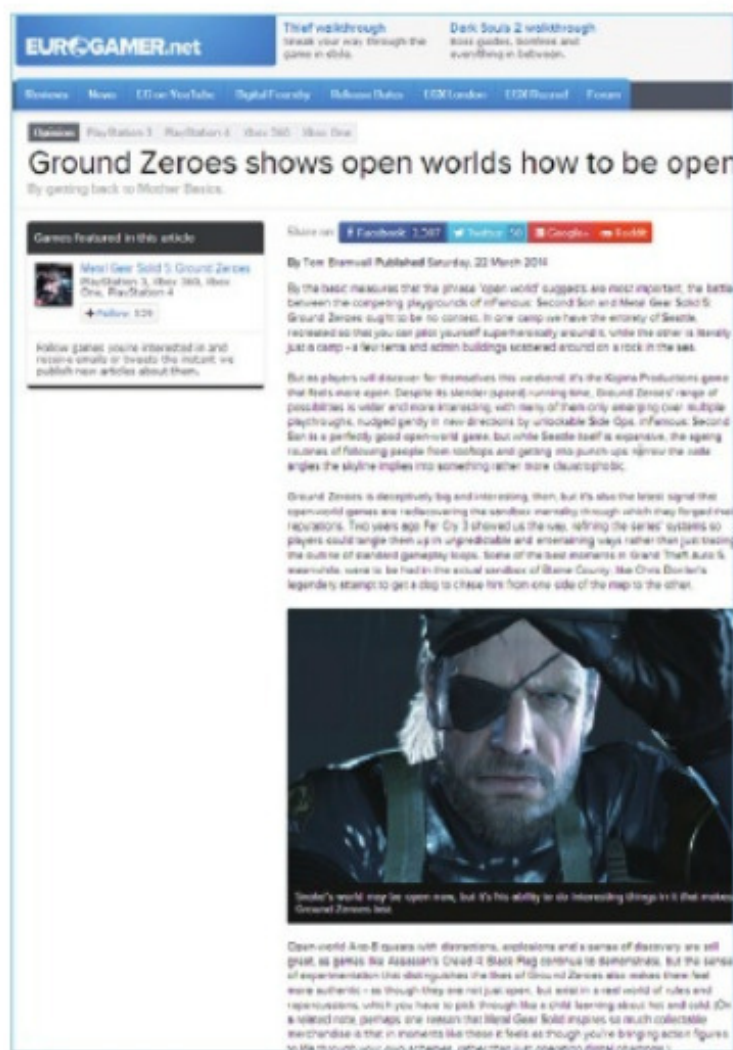 EUROGAMER.net
Thief walkthrough
Sneak your way through the
game in style.
Dark Souls 2 walkthrough
Boss guides, bonfires and
everything in between.
Reviews News EG on YouTube Digital Foundry Release Dates EGX London EGX Rezzed Forum
Opinion PlayStation 3 PlayStation 4 Xbox 360 Xbox One
Ground Zeroes shows open worlds how to be open
By getting back to Mother Basics.
Games featured in this article
Metal Gear Solid 5: Ground Zeroes
PlayStation 3, Xbox 360, Xbox
One, PlayStation 4
+Follow
Follow games you're interested in and
receive emails or tweets the instant we
publish new articles about them.
Share on: Facebook Twitter Google+ Reddit
By Tom Bramwell Published Saturday, 22 March 2014
By the basic measures that the phrase 'open world' suggests are most important, the battle
between the competing playgrounds of inFamous: Second Son and Metal Gear Solid 5:
Ground Zeroes ought to be no contest. In one camp we have the entirety of Seattle,
recreated so that you can pilot yourself superheroically around it, while the other is literally
just a camp - a few tents and admin buildings scattered around on a rock in the sea.
But as players will discover for themselves this weekend, it's the Kojima Productions game
that feels more open. Despite its slender (speed) running time, Ground Zeroes' range of
possibilities is wider and more interesting, with many of them only emerging over multiple
playthroughs, nudged gently in new directions by unlockable Side Ops. inFamous: Second
Son is a perfectly good open-world game, but while Seattle itself is expansive, the ageing
routines of following people from rooftops and getting into punch-ups narrow the wide
angles the skyline implies into something rather more claustrophobic.
Ground Zeroes is deceptively big and interesting, then, but it's also the latest signal that
open-world games are rediscovering the sandbox mentality through which they forged their
reputations. Two years ago Far Cry 3 showed us the way, refining the series' systems so
players could tangle them up in unpredictable and entertaining ways rather than just tracing
the outline of standard gameplay loops. Some of the best moments in Grand Theft Auto 5,
meanwhile, were to be had in the actual sandbox of Blaine County, like Chris Donlan's
legendary attempt to get a dog to chase him from one side of the map to the other.
Snake's world may be open now, but it's his ability to do interesting things in it that makes
Ground Zeroes
Open-world A-to-B quests with distractions, explosions and a sense of discovery are still
great, as games like Assassin's Creed 4: Black Flag continue to demonstrate, but the sense
of experimentation that distinguishes the likes of Ground Zeroes also makes them feel
more authentic - as though they are not just open, but exist in a real world of rules and
repercussions, which you have to pick through like a child learning about hot and cold. (On
a related note, perhaps one reason that Metal Gear Solid inspires so much collectable
merchandise is that in moments like these it feels as though you're bringing action figures
to life through your own schemes, rather than just operating digital